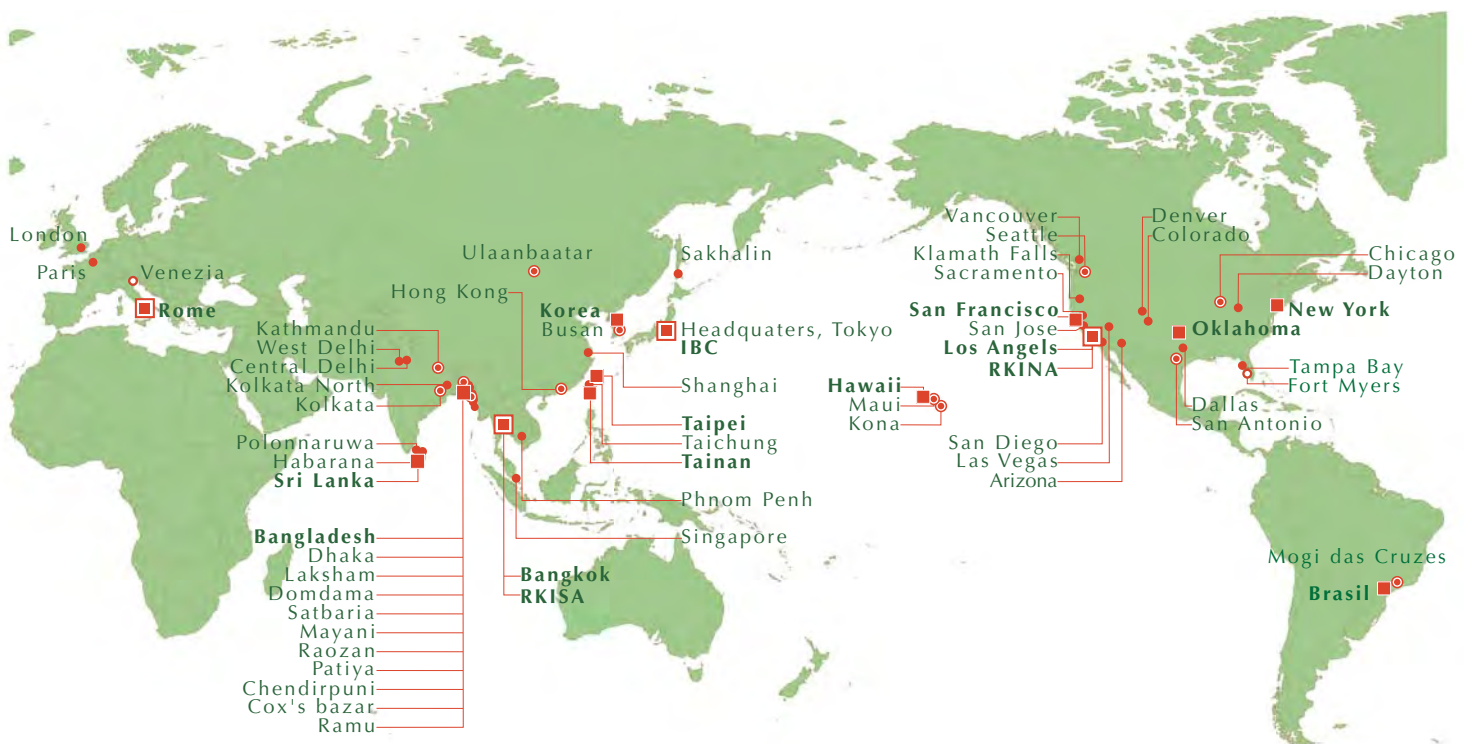 London
Paris
Venezia
Rome
Ulaanbaatar
Hong Kong
Sakhalin
Korea
Busan
Headquaters, Tokyo
IBC
Kathmandu
West Delhi
Central Delhi
Kolkata North
Kolkata
Shanghai
Taipei
Taichung
Tainan
Polonnaruwa
Habarana
Sri Lanka
Phnom Penh
Singapore
Bangladesh
Dhaka
Laksham
Domdama
Satbaria
Mayani
Raozan
Patiya
Chendirpuni
Cox's bazar
Ramu
Bangkok
RKISA
Vancouver
Seattle
Klamath Falls
Sacramento
San Francisco
San Jose
Los Angels
RKINA
Denver
Colorado
Chicago
Dayton
New York
Oklahoma
Tampa Bay
Fort Myers
Dallas
San Antonio
Hawaii
Maui
Kona
San Diego
Las Vegas
Arizona
Mogi das Cruzes
Brasil